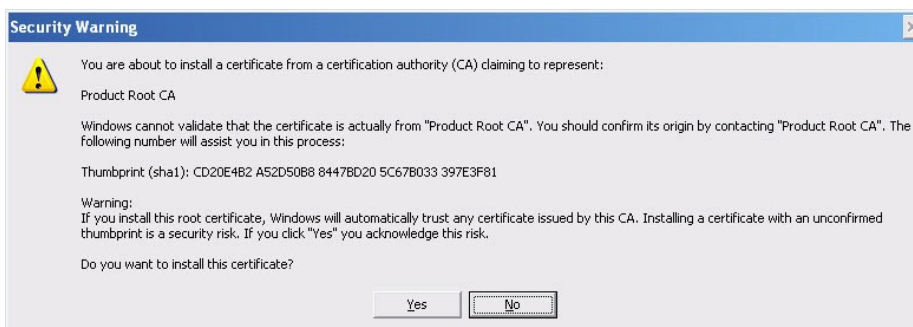 Security Warning
You are about to install a certificate from a certification authority (CA) claiming to represent:
Product Root CA
Windows cannot validate that the certificate is actually from "Product Root CA". You should confirm its origin by contacting "Product Root CA". The
following number will assist you in this process:
Thumbprint (sha1): CD20E4B2 A52D50B8 8447BD20 5C67B033 397E3F81
Warning:
If you install this root certificate, Windows will automatically trust any certificate issued by this CA. Installing a certificate with an unconfirmed
thumbprint is a security risk. If you click "Yes" you acknowledge this risk.
Do you want to install this certificate?
Yes
No